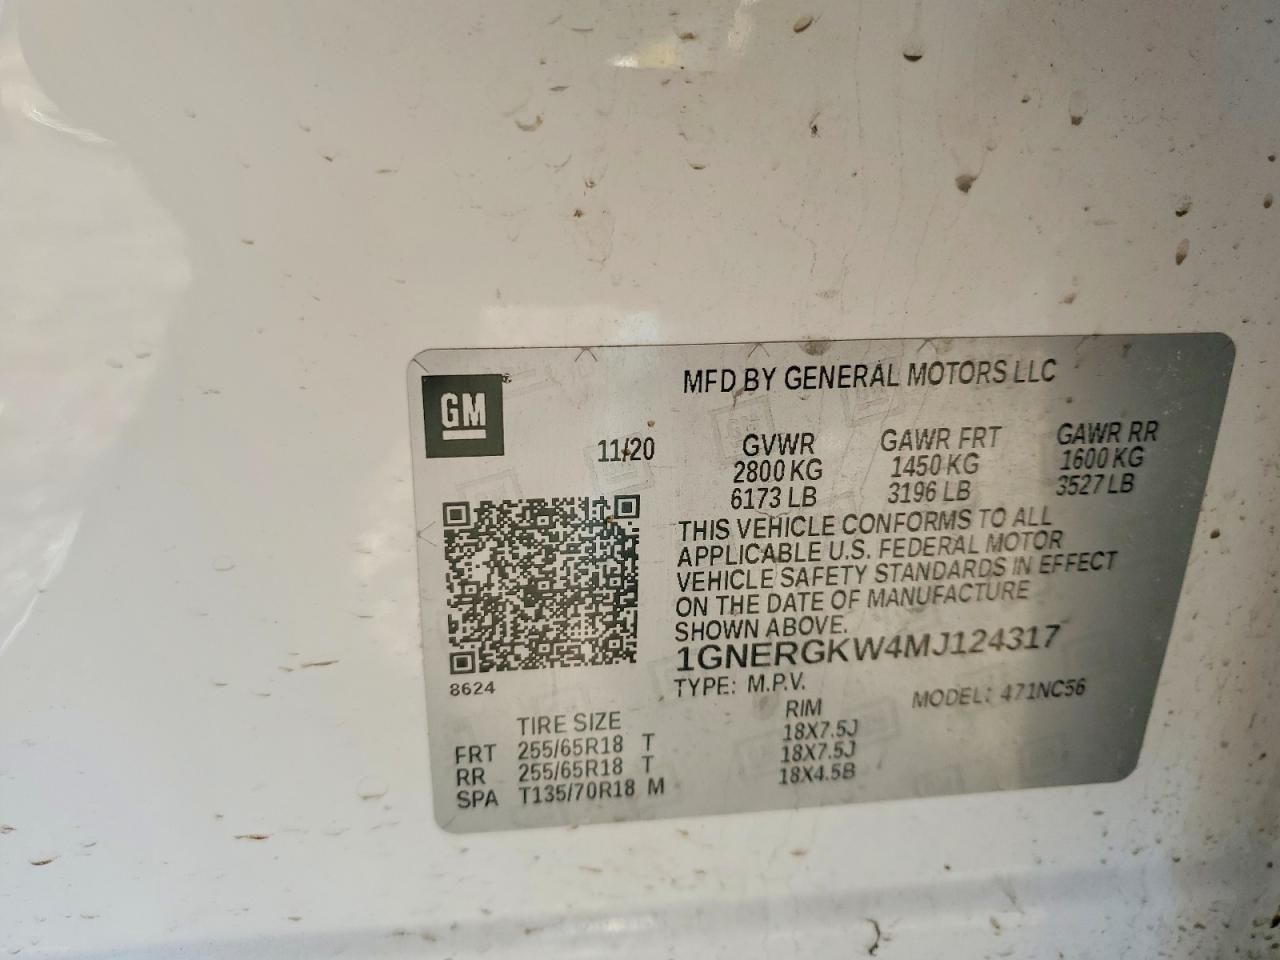 GM
MFD BY GENERAL MOTORS LLC
11/20 GVWR GAWR FRT GAWR RR
2800 KG 1450 KG 1600 KG
6173 LB 3196 LB 3527 LB
THIS VEHICLE CONFORMS TO ALL
APPLICABLE U.S. FEDERAL MOTOR
VEHICLE SAFETY STANDARDS IN EFFECT
ON THE DATE OF MANUFACTURE
SHOWN ABOVE.
1GNERGKW4MJ124317
8624 TYPE: M.P.V. MODEL: 471NC56
TIRE SIZE RIM
FRT 255/65R18 T 18X7.5J
RR 255/65R18 T 18X7.5J
SPA T135/70R18 M 18X4.5B